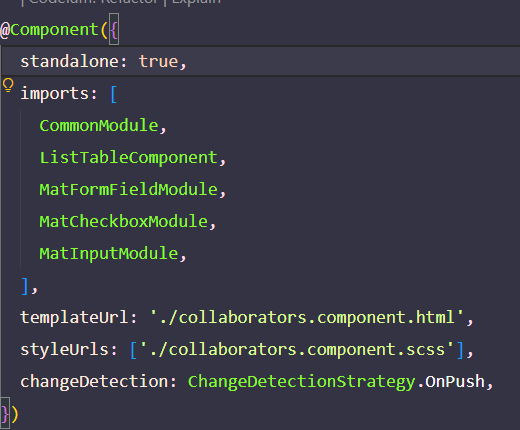 | Codeium: Refactor | Explain
@Component({
standalone: true,
imports: [
CommonModule,
ListTableComponent,
MatFormFieldModule,
MatCheckboxModule,
MatInputModule,
],
templateUrl: './collaborators.component.html',
styleUrls: ['./collaborators.component.scss'],
changeDetection: ChangeDetectionStrategy.OnPush,
})